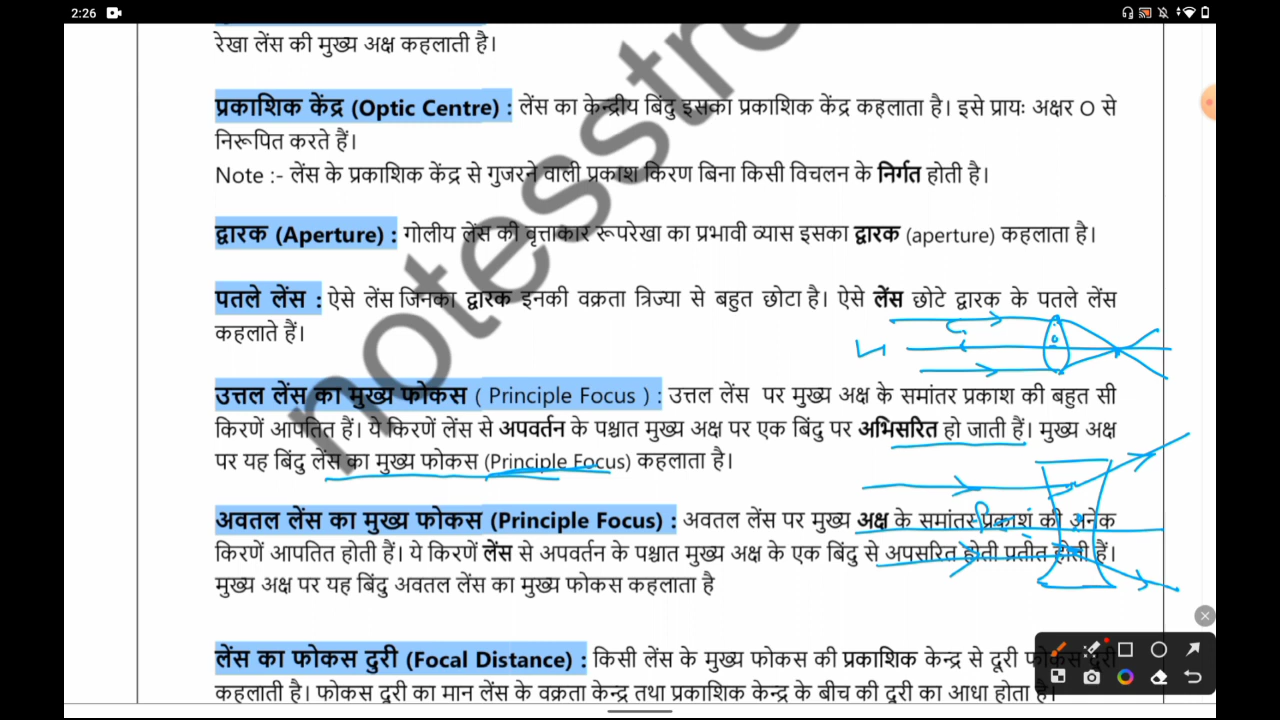 2:26
रेखा लेंस की मुख्य अक्ष कहलाती है।
प्रकाशिक केंद्र (Optic Centre) : लेंस का केन्द्रीय बिंदु इसका प्रकाशिक केंद्र कहलाता है। इसे प्रायः अक्षर O से
निरूपित करते हैं।
Note :- लेंस के प्रकाशिक केंद्र से गुजरने वाली प्रकाश किरण बिना किसी विचलन के निर्गत होती है।
द्वारक (Aperture) : गोलीय लेंस की वृत्ताकार रूपरेखा का प्रभावी व्यास इसका द्वारक (aperture) कहलाता है।
पतले लेंस : ऐसे लेंस जिनका द्वारक इनकी वक्रता त्रिज्या से बहुत छोटा है। ऐसे लेंस छोटे द्वारक के पतले लेंस
कहलाते हैं।
उत्तल लेंस का मुख्य फोकस ( Principle Focus ) : उत्तल लेंस पर मुख्य अक्ष के समांतर प्रकाश की बहुत सी
किरणें आपतित हैं। ये किरणें लेंस से अपवर्तन के पश्चात मुख्य अक्ष पर एक बिंदु पर अभिसरित हो जाती हैं। मुख्य अक्ष
पर यह बिंदु लेंस का मुख्य फोकस (Principle Focus) कहलाता है।
अवतल लेंस का मुख्य फोकस (Principle Focus) : अवतल लेंस पर मुख्य अक्ष के समांतर प्रकाश की अनेक
किरणें आपतित होती हैं। ये किरणें लेंस से अपवर्तन के पश्चात मुख्य अक्ष के एक बिंदु से अपसरित होती प्रतीत होती हैं।
मुख्य अक्ष पर यह बिंदु अवतल लेंस का मुख्य फोकस कहलाता है
लेंस का फोकस दुरी (Focal Distance) : किसी लेंस के मुख्य फोकस की प्रकाशिक केन्द्र से दूरी फोकस दुरी
कहलाती है। फोकस दूरी का मान लेंस के वक्रता केन्द्र तथा प्रकाशिक केन्द्र के बीच की दूरी का आधा होता है।
notesstre